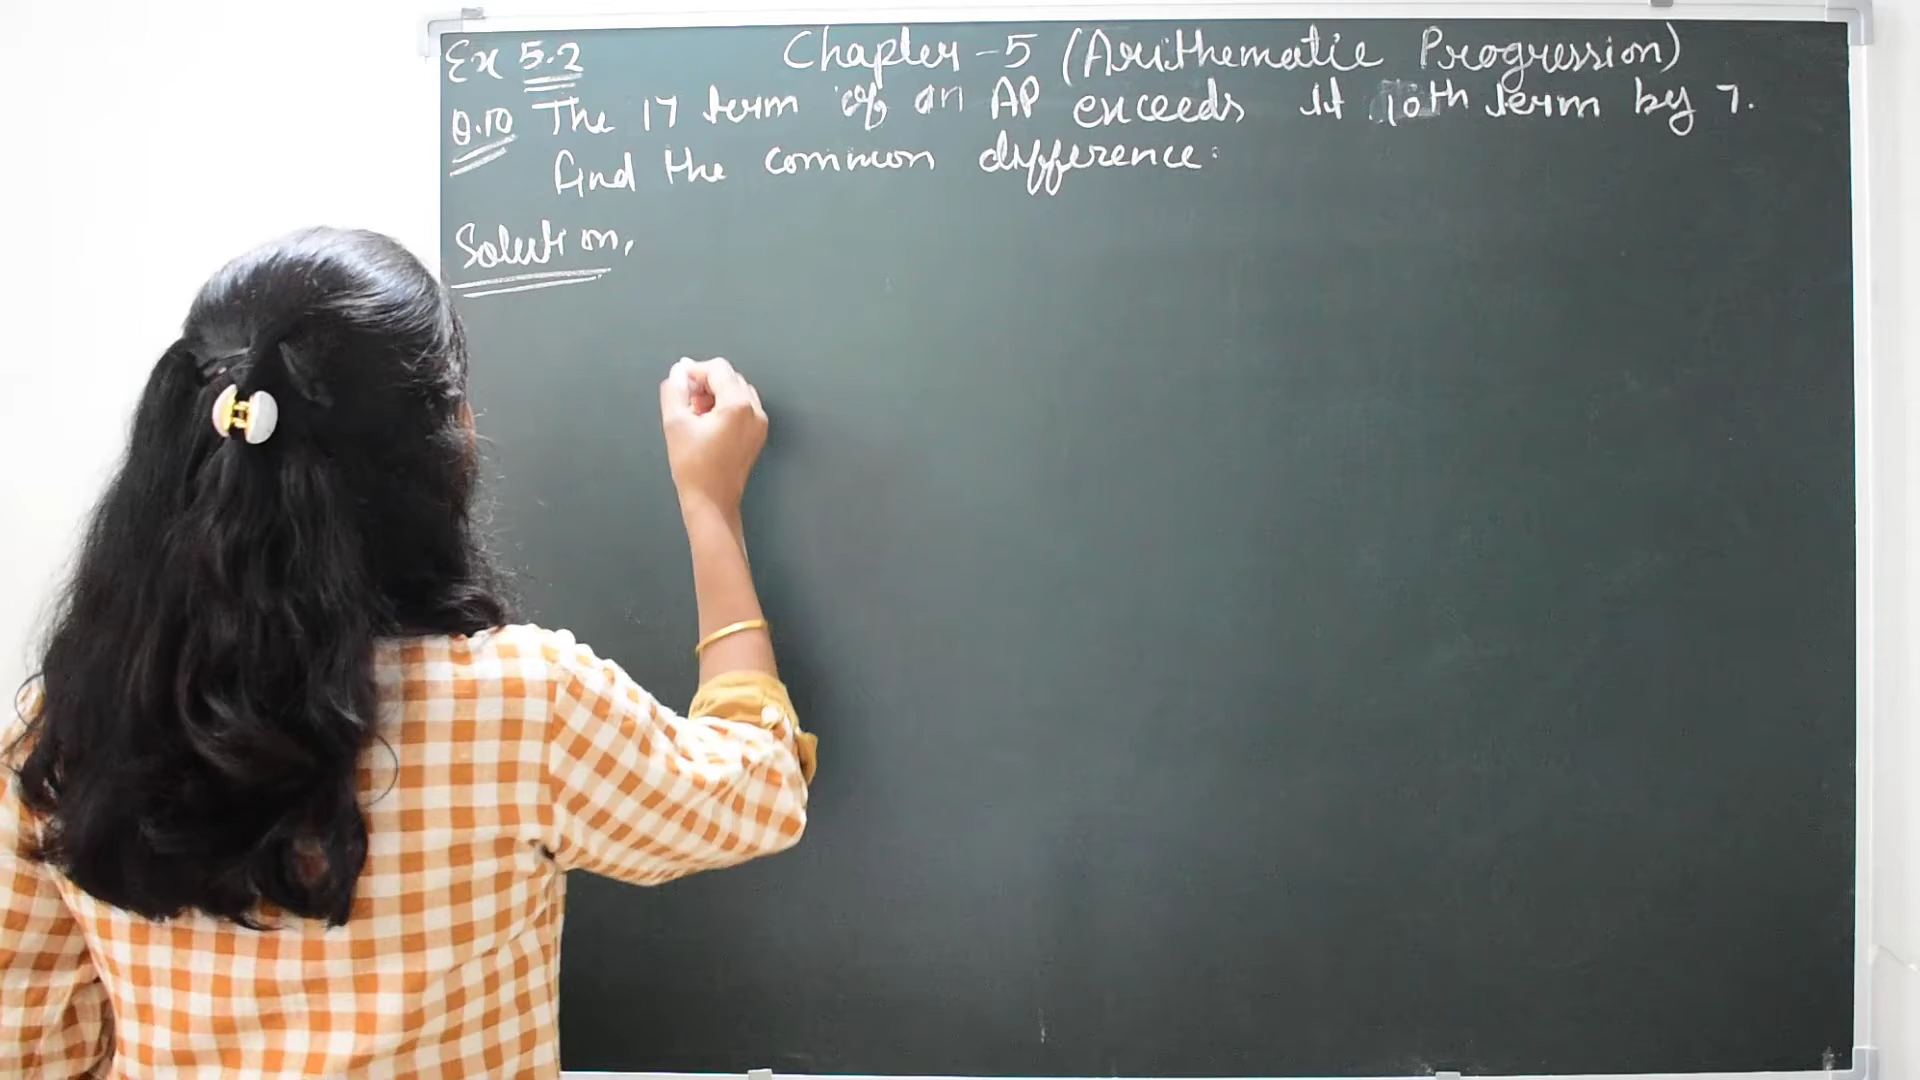 Ex 5.2 Chapter - 5 (Arithematic Progression)
Q.10 The 17 term of an AP exceeds it 10th term by 7.
find the common difference.
Solution,